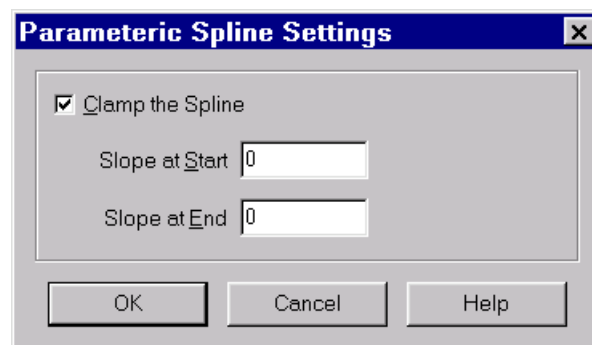 Parameteric Spline Settings
Clamp the Spline
Slope at Start 0
Slope at End 0
OK Cancel Help